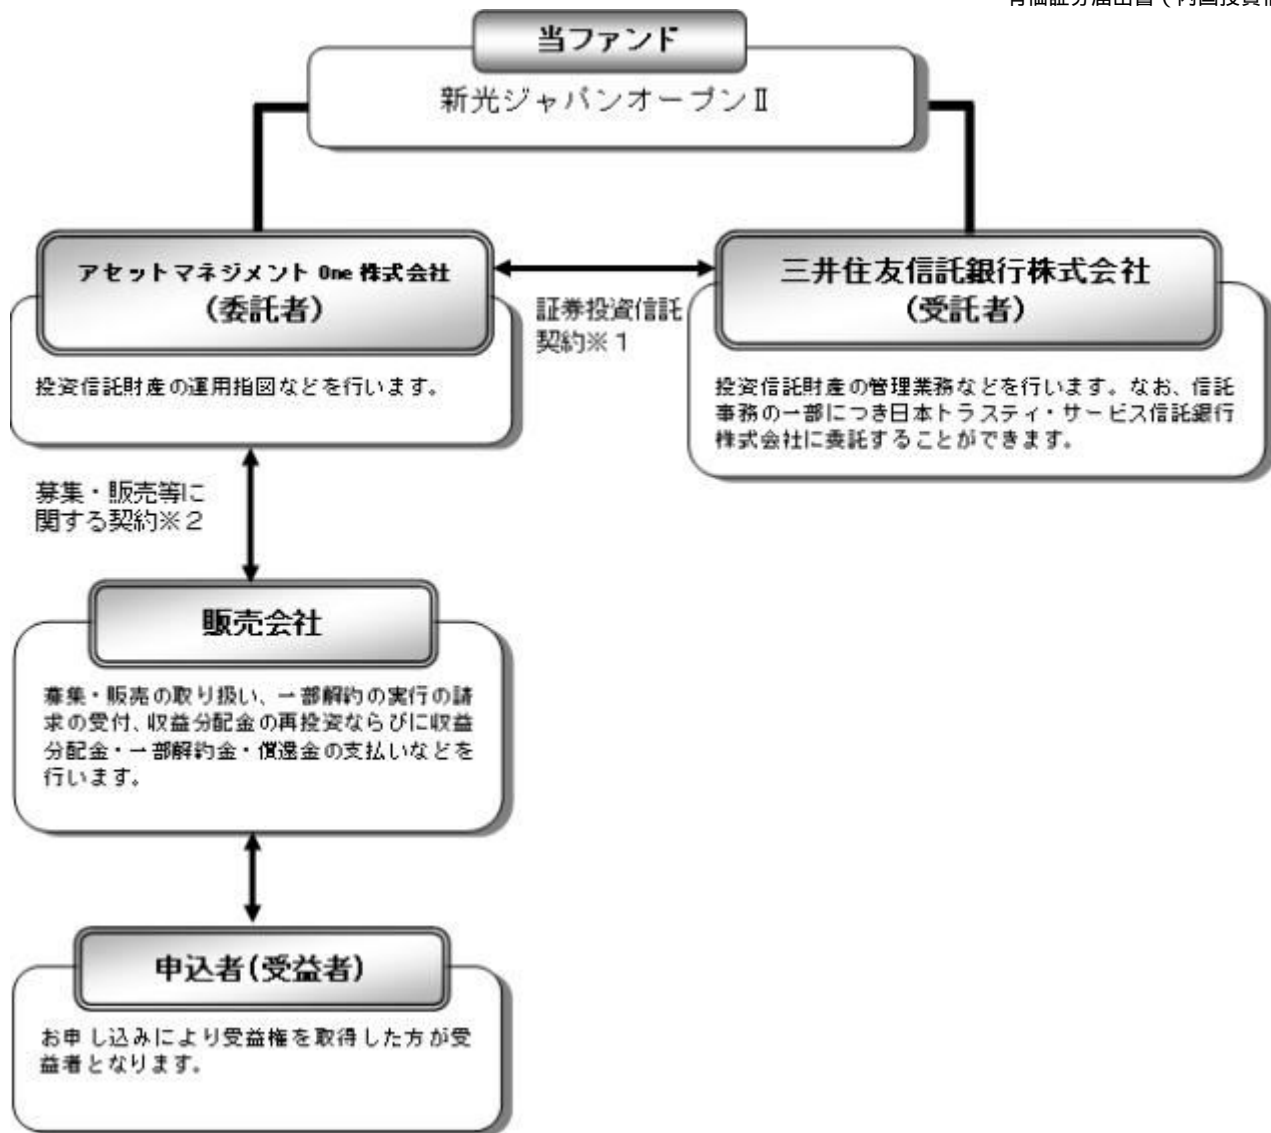 当ファンド
新光ジャパンオープンⅡ
アセットマネジメント One 株式会社
(委託者)
投資信託財産の運用指図などを行います。
証券投資信託
契約※1
三井住友信託銀行株式会社
(受託者)
投資信託財産の管理業務などを行います。なお、信託
事務の一部につき日本トラスティ・サービス信託銀行
株式会社に委託することができます。
募集・販売等に
関する契約※2
販売会社
募集・販売の取り扱い、一部解約の実行の請
求の受付、収益分配金の再投資ならびに収益
分配金・一部解約金・償還金の支払いなどを
行います。
申込者(受益者)
お申し込みにより受益権を取得した方が受
益者となります。